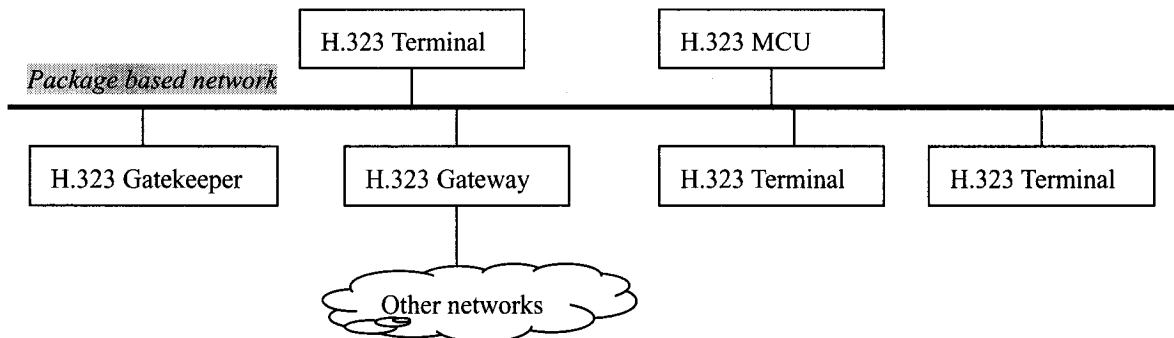 H.323 Terminal
H.323 MCU
Package based network
H.323 Gatekeeper
H.323 Gateway
H.323 Terminal
H.323 Terminal
Other networks